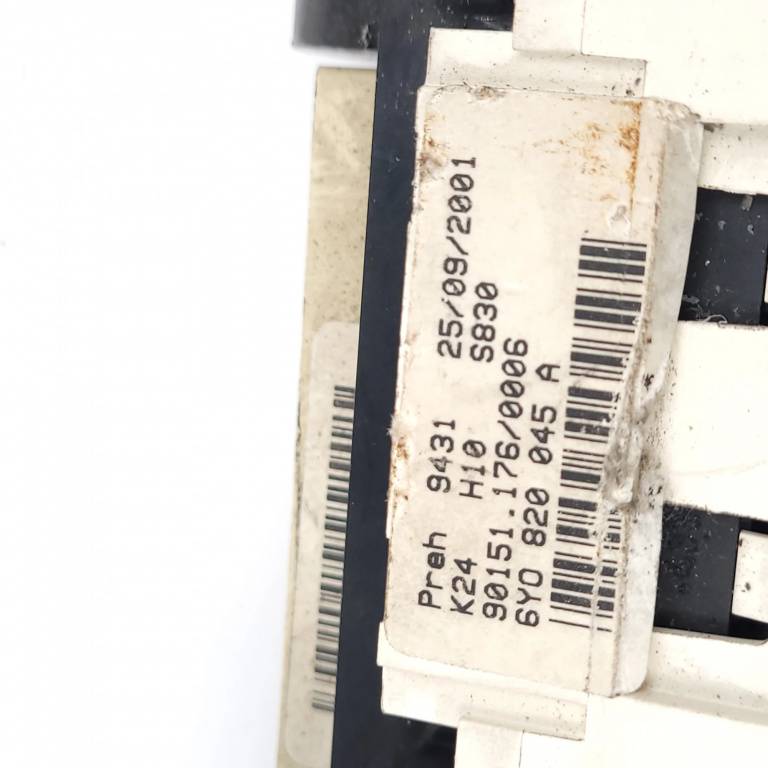 Preh 9431 25/09/2001
K24 H10 S830
90151.176/0006
6Y0 820 045 A